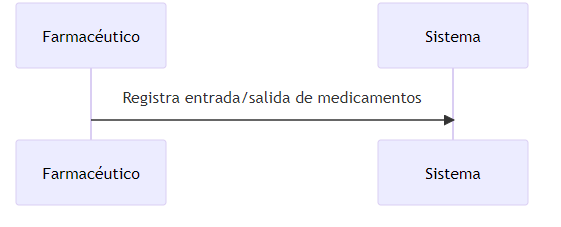 Farmacéutico
Sistema
Registra entrada/salida de medicamentos
Farmacéutico
Sistema